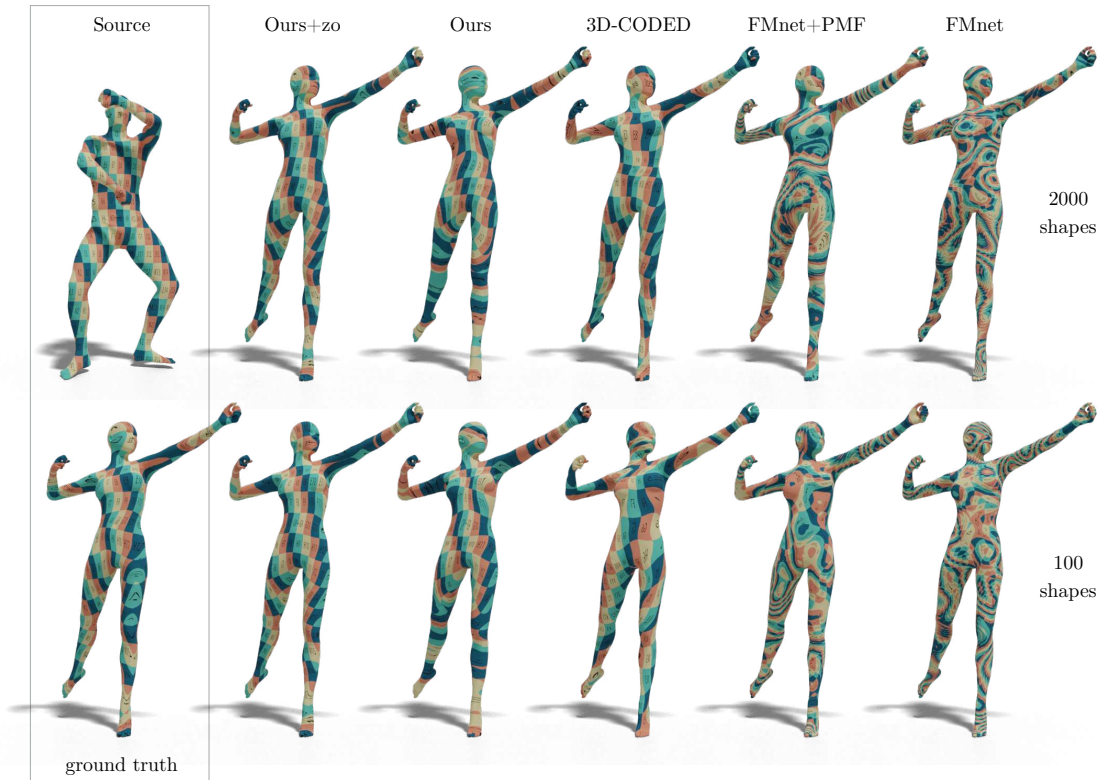 Source
Ours+zo
Ours
3D-CODED
FMnet+PMF
FMnet
2000
shapes
100
shapes
ground truth